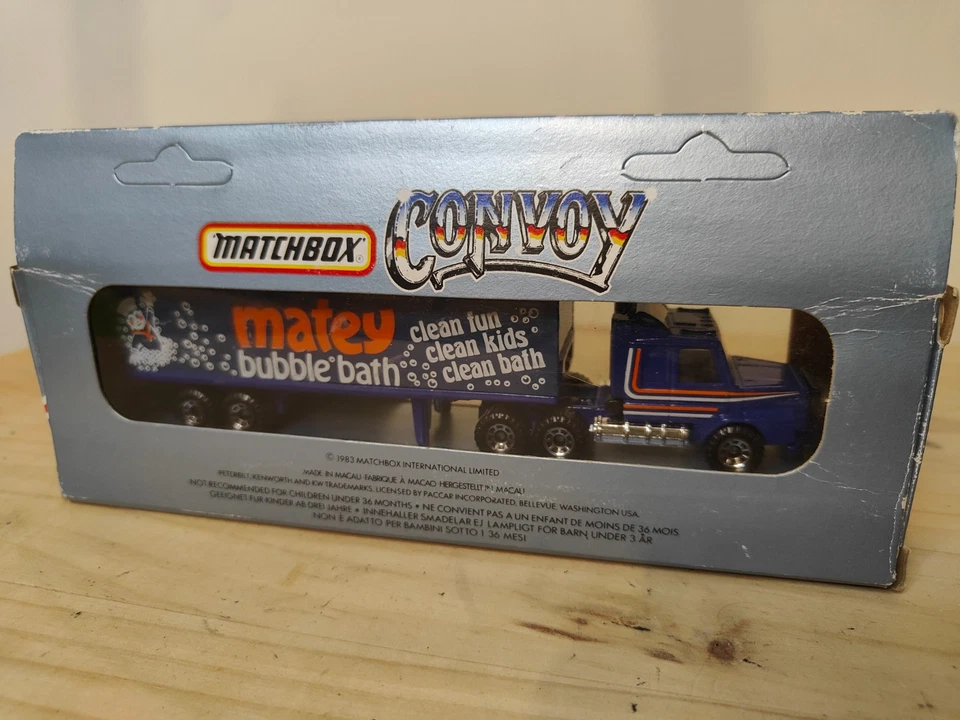 MATCHBOX®
CONVOY
matey
bubble bath
clean fun
clean kids
clean bath
© 1983 MATCHBOX INTERNATIONAL LIMITED
MADE IN MACAU FABRIQUÉ À MACAO HERGESTELLT IN MACAU
PETERBILT, KENWORTH AND KW TRADEMARKS, LICENSED BY PACCAR INCORPORATED, BELLEVUE, WASHINGTON USA.
NOT RECOMMENDED FOR CHILDREN UNDER 36 MONTHS • NE CONVIENT PAS A UN ENFANT DE MOINS DE 36 MOIS
GEEIGNET FUR KINDER AB DREI JAHRE • INNEHALLER SMADELAR EJ LAMPLIGT FOR BARN UNDER 3 ÅR
NON È ADATTO PER BAMBINI SOTTO I 36 MESI